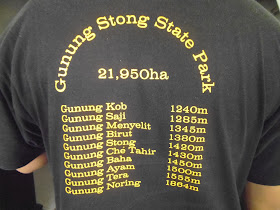 Gunung Stong State Park
21,950ha
Gunung Kob 1240m
Gunung Saji 1285m
Gunung Menyelit 1345m
Gunung Birut 1380m
Gunung Stong 1420m
Gunung Che Tahir 1430m
Gunung Baha 1450m
Gunung Ayam 1500m
Gunung Tera 1555m
Gunung Noring 1864m